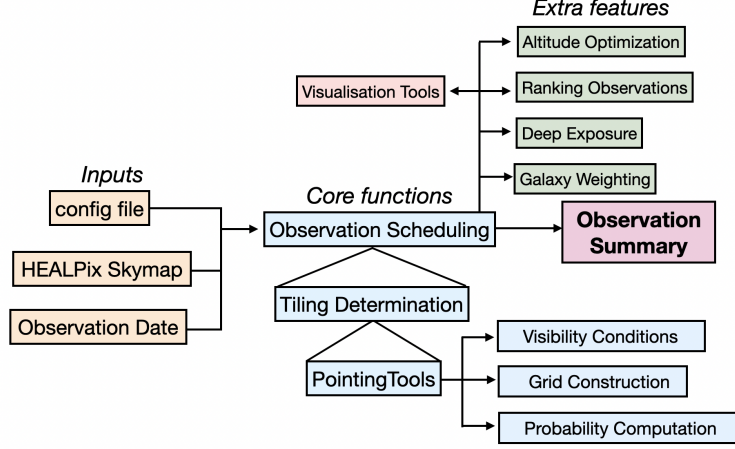 Extra features
Altitude Optimization
Visualisation Tools
Ranking Observations
Deep Exposure
Inputs
Galaxy Weighting
config file
Core functions
Observation Scheduling
Observation
Summary
HEALPix Skymap
Tiling Determination
Observation Date
Visibility Conditions
PointingTools
Grid Construction
Probability Computation